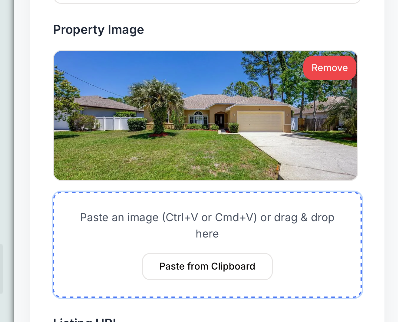 Property Image
Remove
Paste an image (Ctrl+V or Cmd+V) or drag & drop
here
Paste from Clipboard
Listing URL